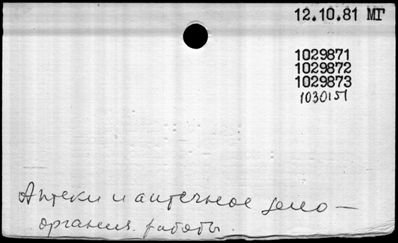 12.10.81 МГ
1029871
1029872
1029873
1030151
Аптеки и аптечное дело —
организ. работы.